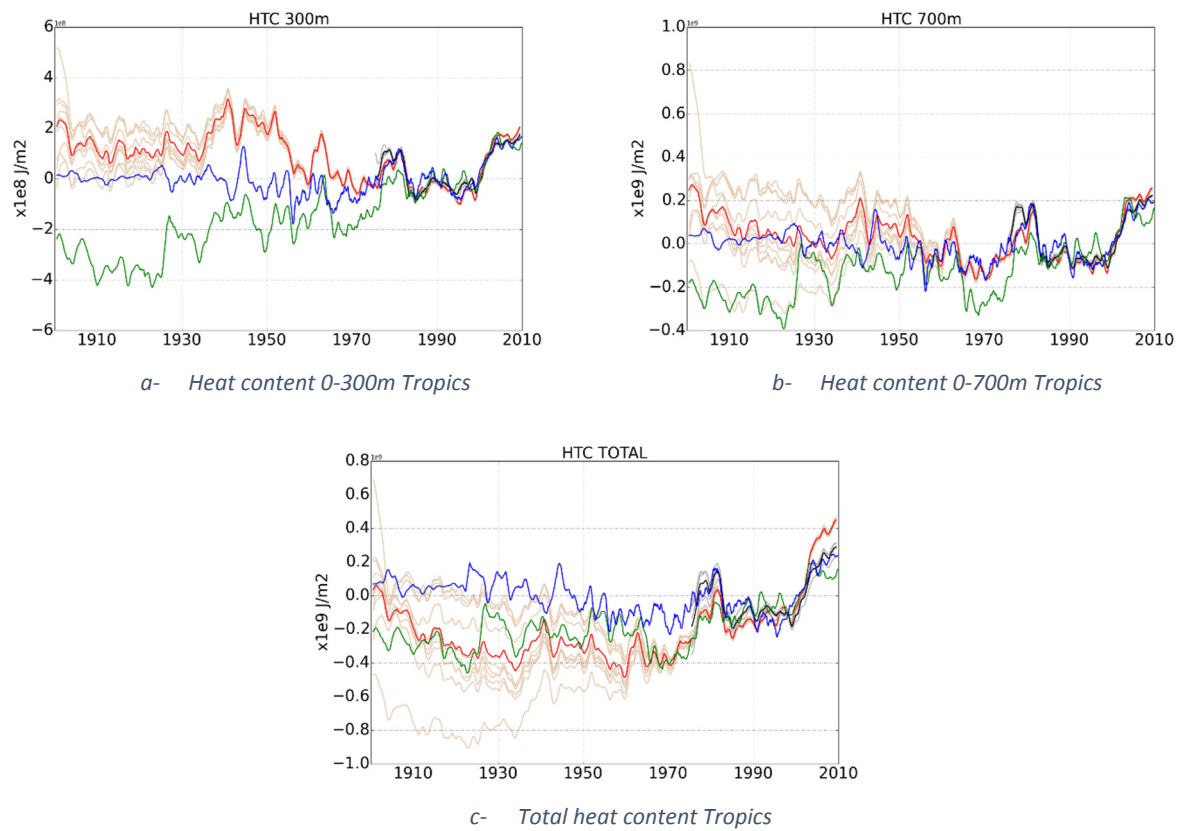 HTC 300m
1e8
6
4
2
0
−2
−4
−6
x1e8 J/m2
1910 1930 1950 1970 1990 2010
a- Heat content 0-300m Tropics
HTC 700m
1e9
1.0
0.8
0.6
0.4
0.2
0.0
−0.2
−0.4
x1e9 J/m2
1910 1930 1950 1970 1990 2010
b- Heat content 0-700m Tropics
HTC TOTAL
1e9
0.8
0.6
0.4
0.2
0.0
−0.2
−0.4
−0.6
−0.8
−1.0
x1e9 J/m2
1910 1930 1950 1970 1990 2010
c- Total heat content Tropics